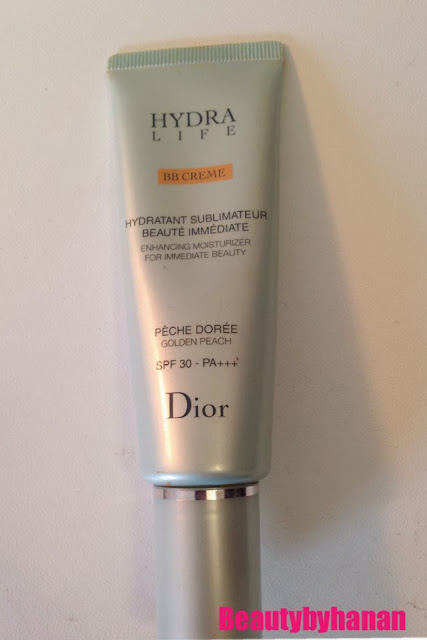 HYDRA
LIFE
BB CREME
HYDRATANT SUBLIMATEUR
BEAUTÉ IMMÉDIATE
ENHANCING MOISTURIZER
FOR IMMEDIATE BEAUTY
PÈCHE DORÉE
GOLDEN PEACH
SPF 30 - PA+++
Dior
Beautybyhanan